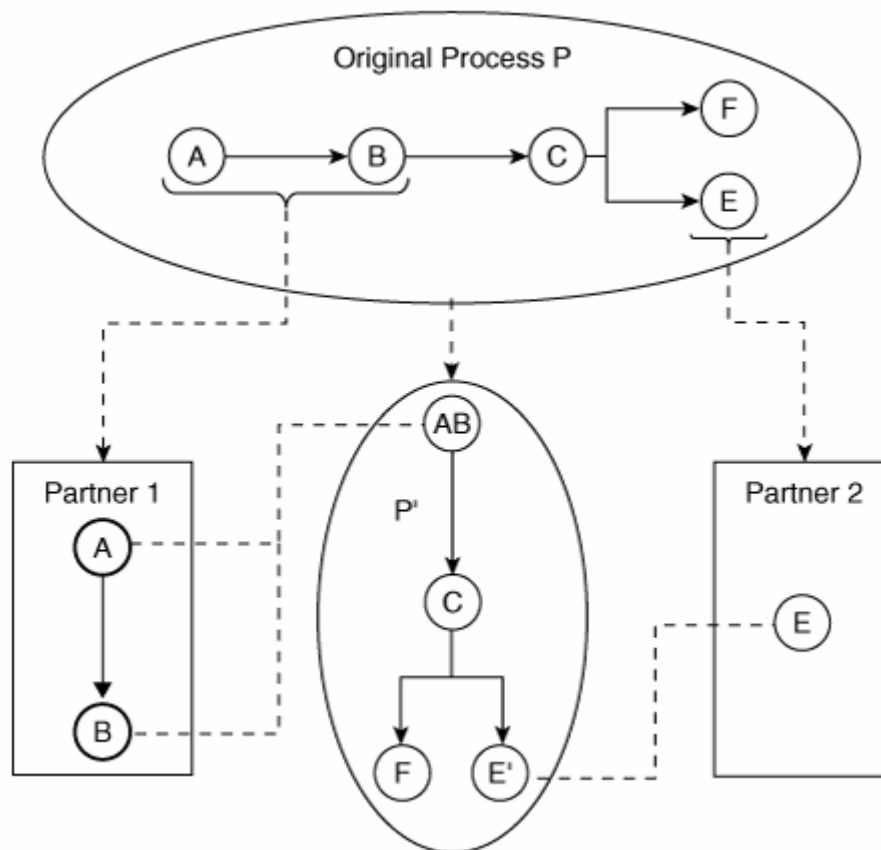 Original Process P
A
B
C
F
E
AB
Partner 1
Partner 2
A
P'
C
E
B
F
E'